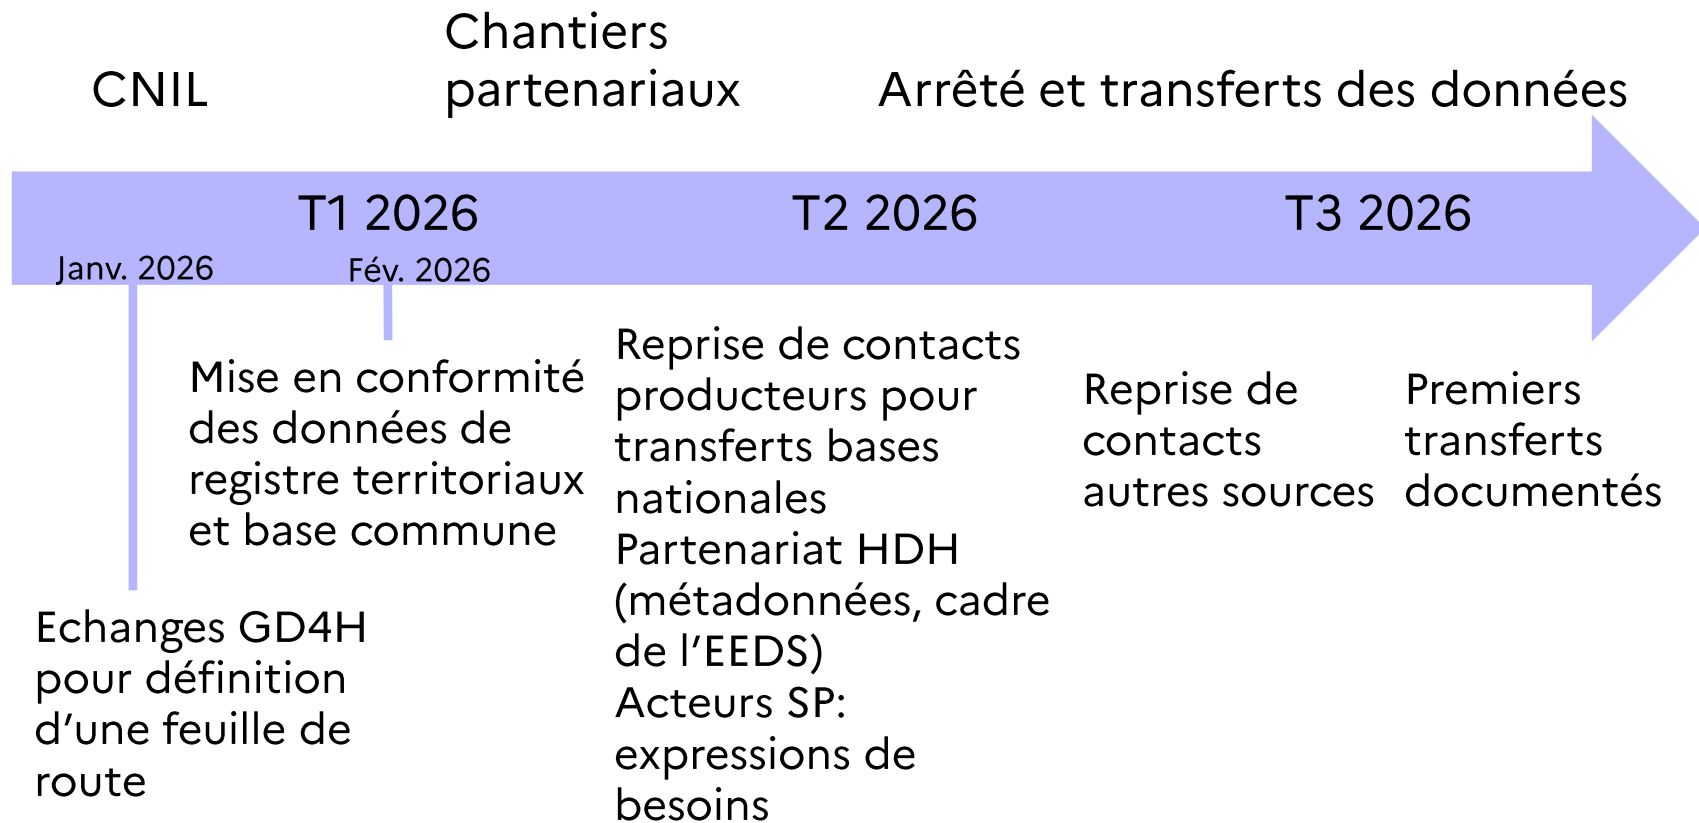 Chantiers
partenariaux
CNIL
Arrêté et transferts des données
T1 2026
T2 2026
T3 2026
Janv. 2026
Fév. 2026
Mise en conformité
des données de
registre territoriaux
et base commune
Echanges GD4H
pour définition
d’une feuille de
route
Reprise de contacts
producteurs pour
transferts bases
nationales
Partenariat HDH
(métadonnées, cadre
de l’EEDS)
Acteurs SP:
expressions de
besoins
Reprise de
contacts
autres sources
Premiers
transferts
documentés